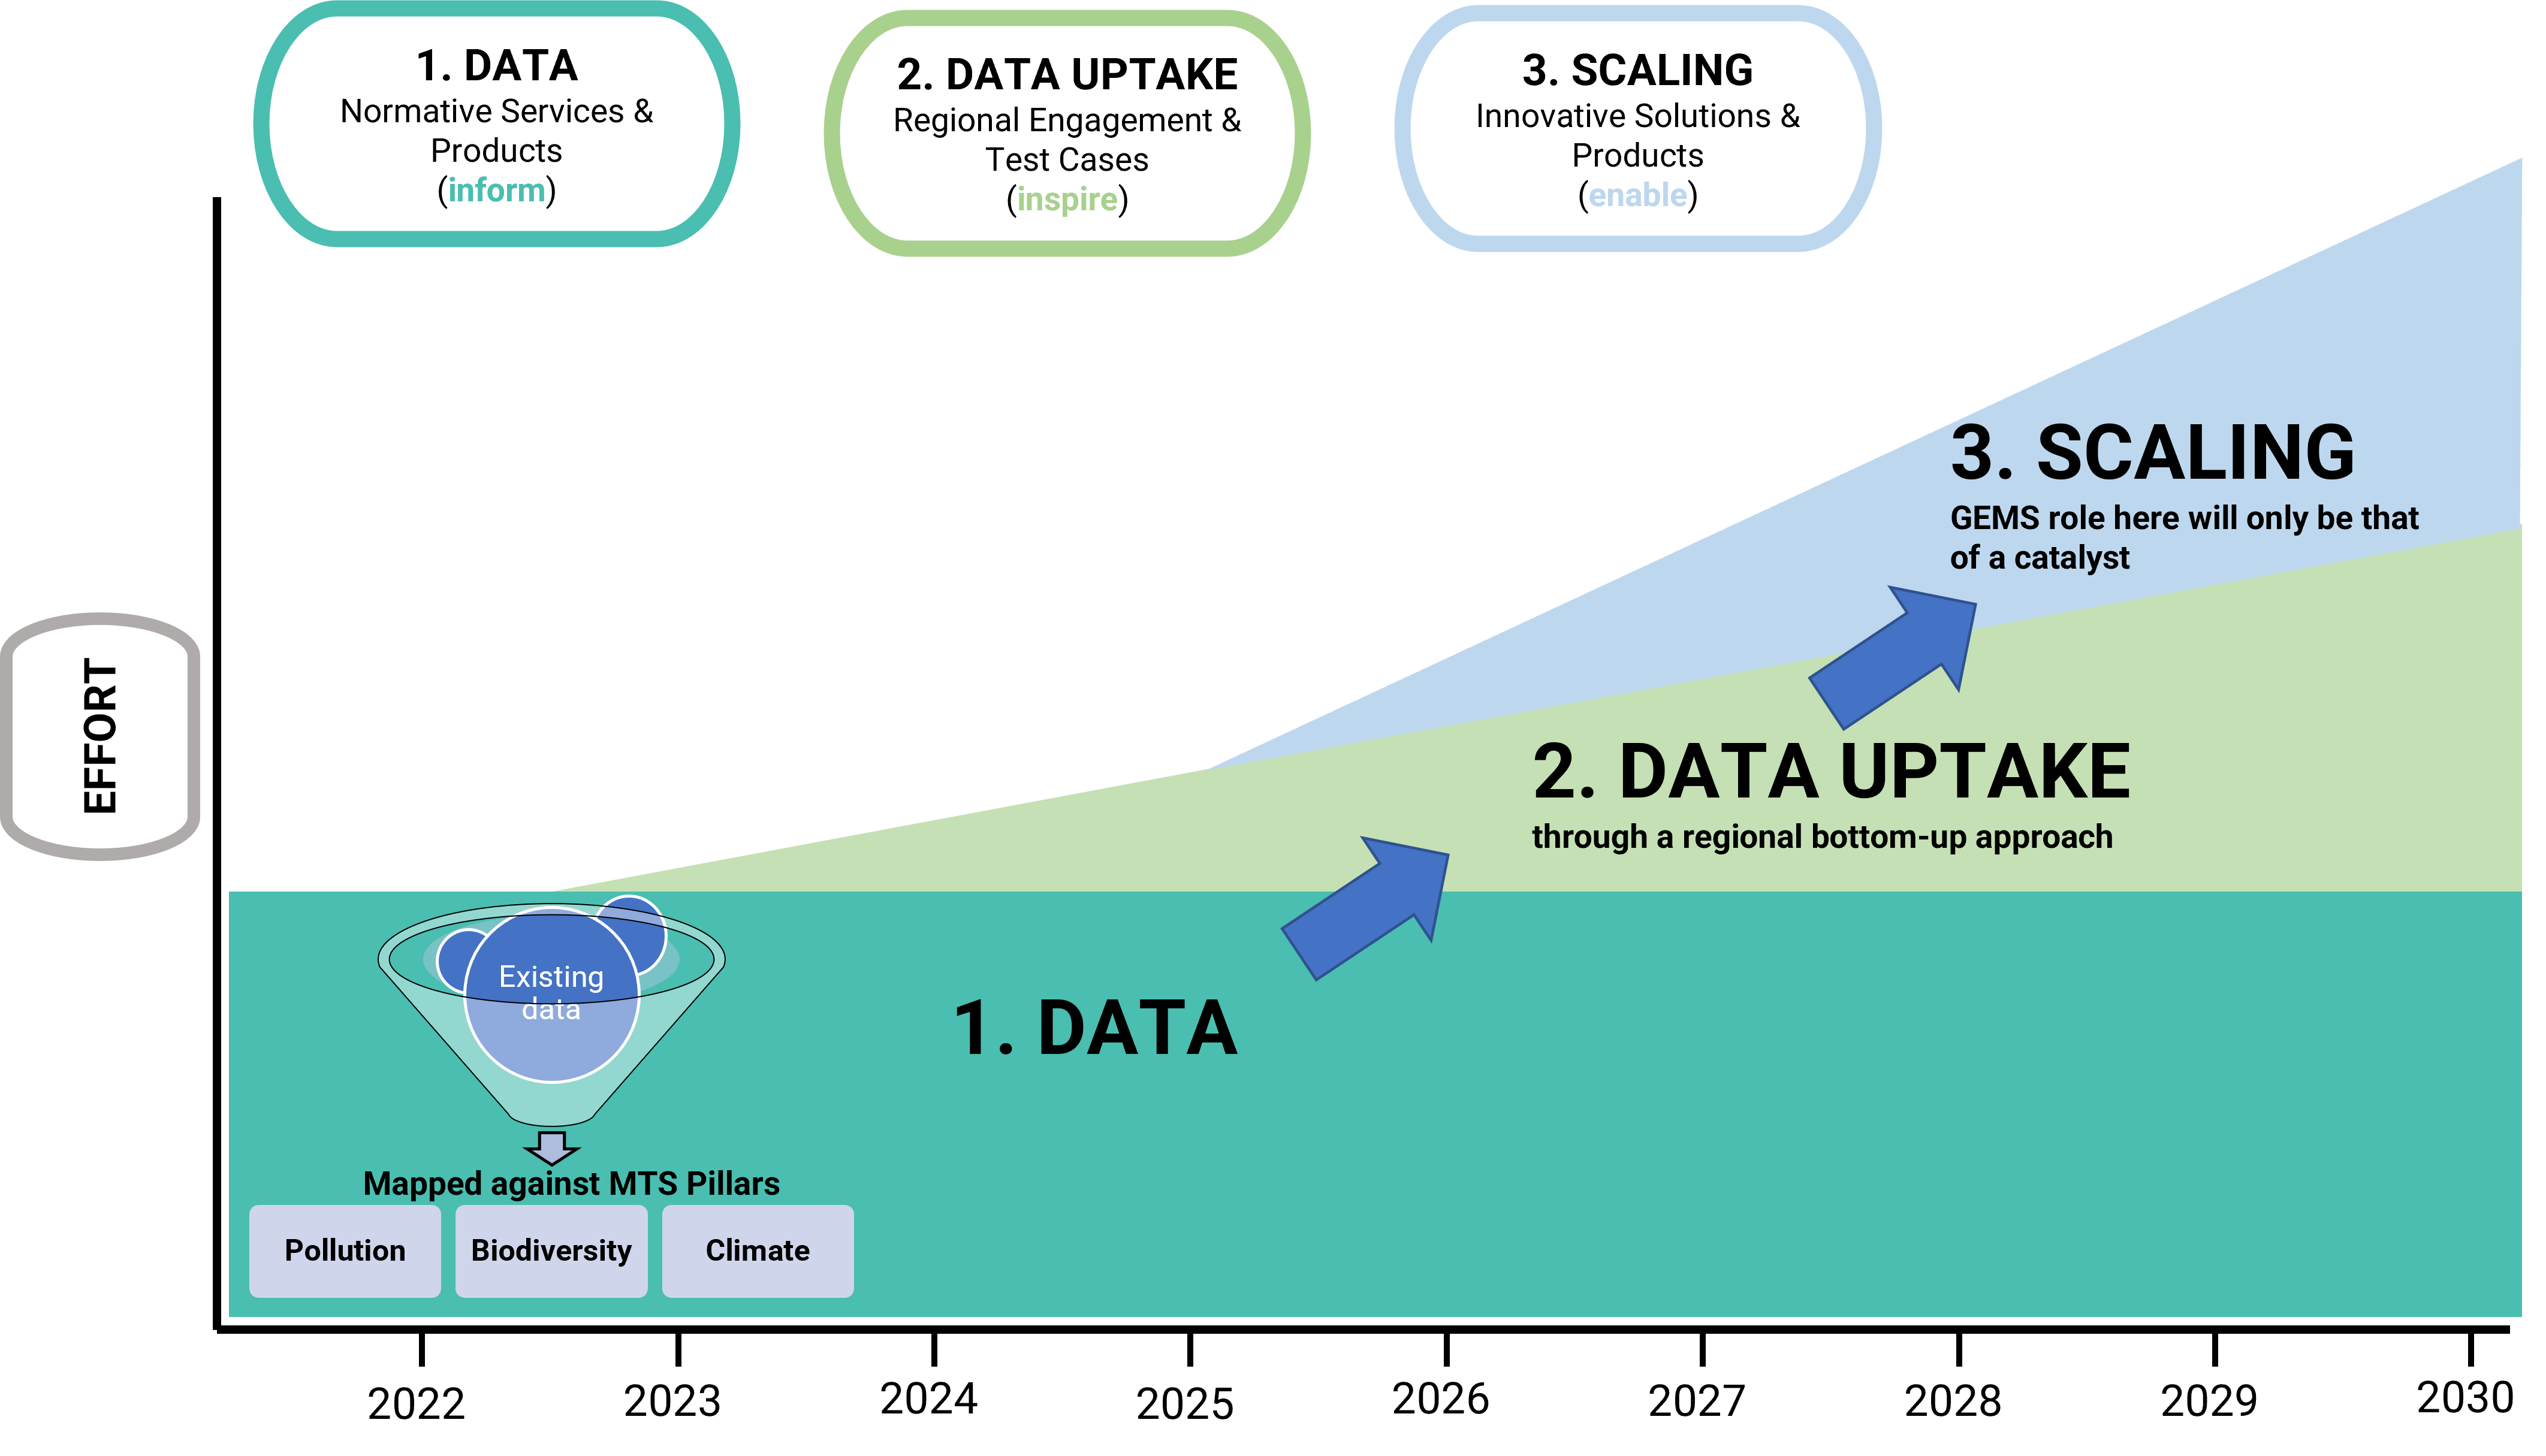 1. DATA
Normative Services &
Products
(inform)
2. DATA UPTAKE
Regional Engagement &
Test Cases
(inspire)
3. SCALING
Innovative Solutions &
Products
(enable)
EFFORT
3. SCALING
GEMS role here will only be that
of a catalyst
2. DATA UPTAKE
through a regional bottom-up approach
1. DATA
Existing
data
Mapped against MTS Pillars
Pollution
Biodiversity
Climate
2022
2023
2024
2025
2026
2027
2028
2029
2030